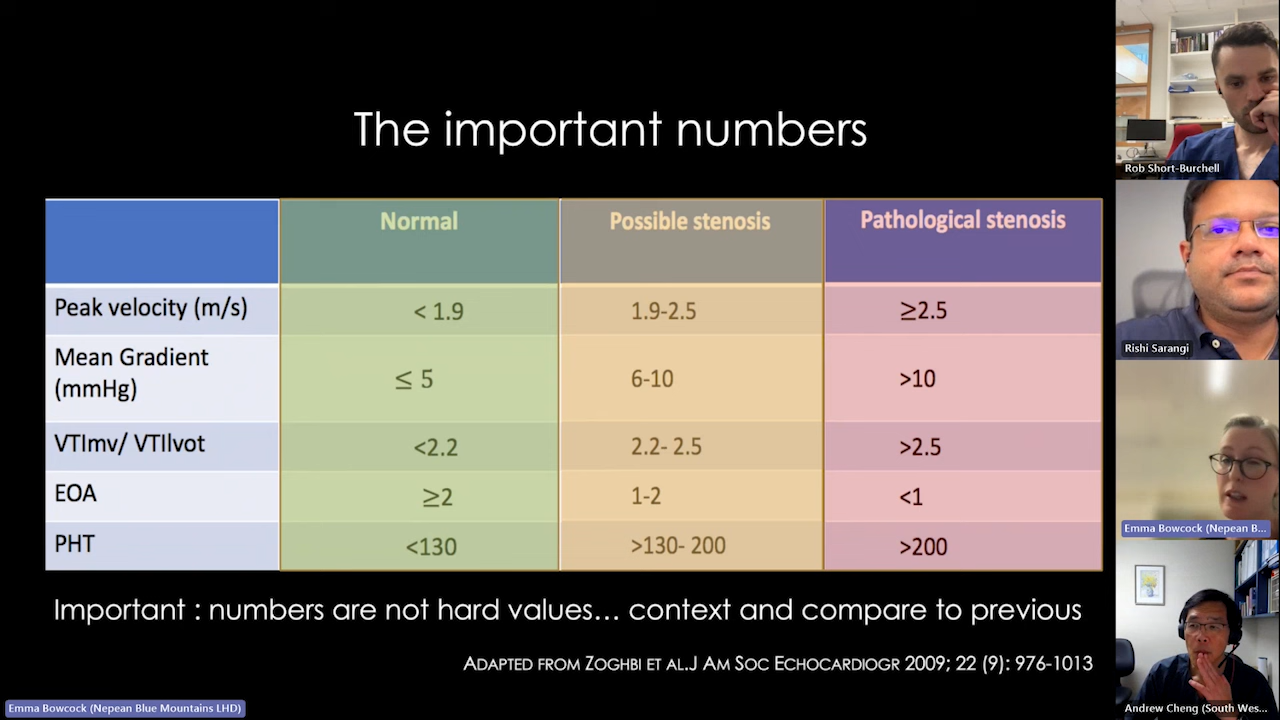 The important numbers
Normal
Possible stenosis
Pathological stenosis
Peak velocity (m/s)
< 1.9
1.9-2.5
≥2.5
Mean Gradient
(mmHg)
≤ 5
6-10
>10
VTImv/ VTIlvot
<2.2
2.2- 2.5
>2.5
EOA
≥2
1-2
<1
PHT
<130
>130- 200
>200
Important : numbers are not hard values... context and compare to previous
ADAPTED FROM ZOGHBI ET AL.J AM SOC ECHOCARDIOGR 2009; 22 (9): 976-1013
Emma Bowcock (Nepean Blue Mountains LHD)
Rob Short-Burchell
Rishi Sarangi
Emma Bowcock (Nepean B...
Andrew Cheng (South Wes...